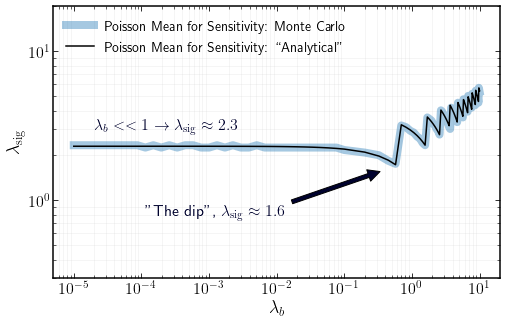 Poisson Mean for Sensitivity: Monte Carlo
Poisson Mean for Sensitivity: “Analytical”
λ_b << 1 → λ_sig ≈ 2.3
"The dip", λ_sig ≈ 1.6
λ_sig
10^1
10^0
10^−5 10^−4 10^−3 10^−2 10^−1 10^0 10^1
λ_b